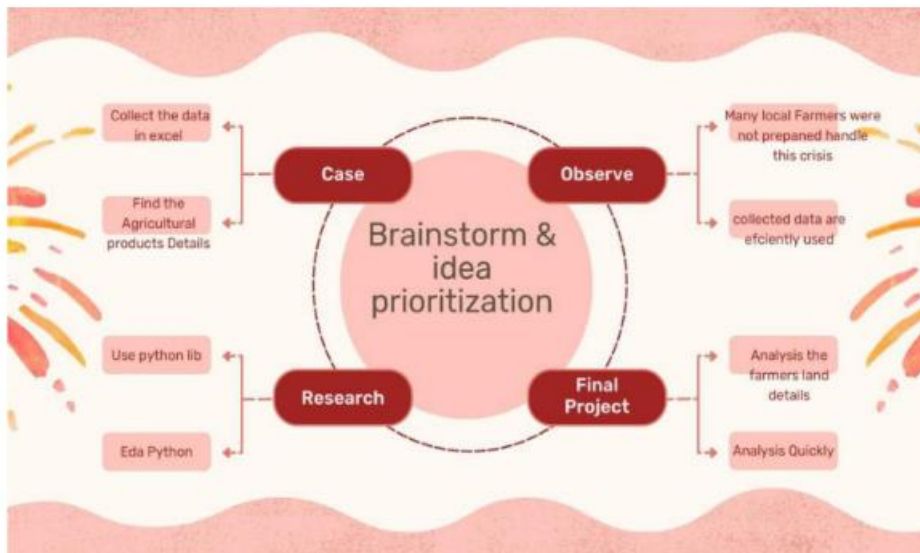 Collect the data
in excel
Find the
Agricultural
products Details
Case
Observe
Many local Farmers were
not prepaned handle
this crisis
collected data are
efciently used
Brainstorm &
idea
prioritization
Use python lib
Eda Python
Research
Final
Project
Analysis the
farmers land
details
Analysis Quickly